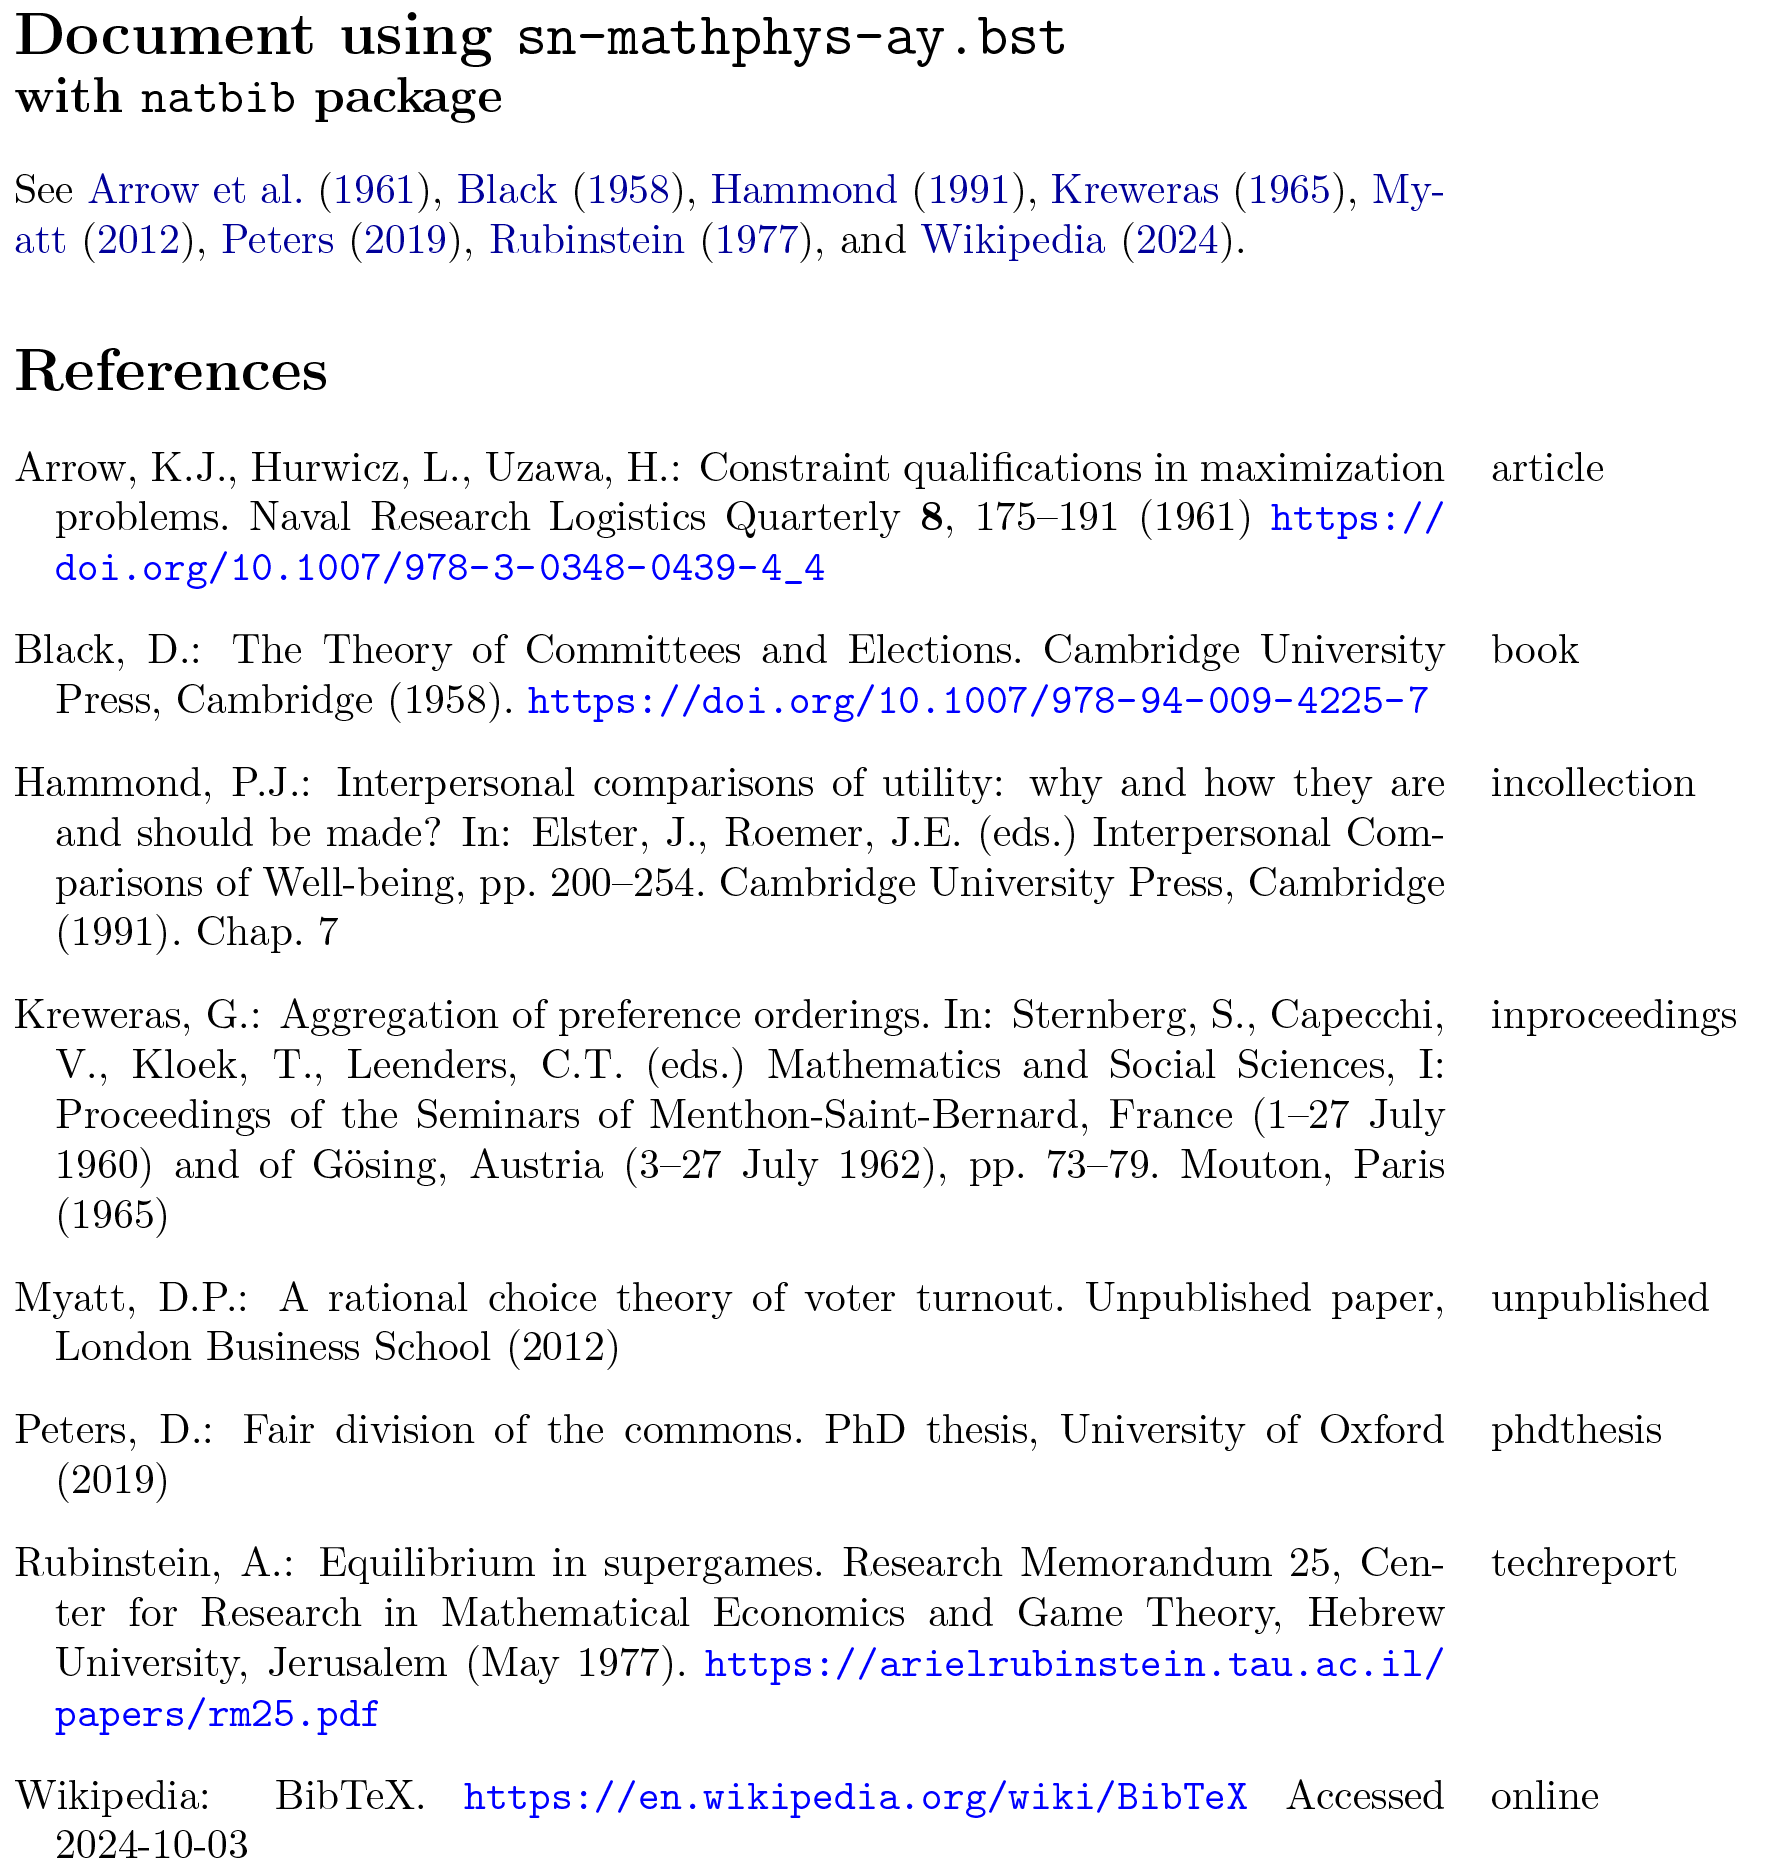 Document using sn-mathphys-ay.bst
with natbib package
See Arrow et al. (1961), Black (1958), Hammond (1991), Kreweras (1965), My-
att (2012), Peters (2019), Rubinstein (1977), and Wikipedia (2024).
References
Arrow, K.J., Hurwicz, L., Uzawa, H.: Constraint qualifications in maximization article
problems. Naval Research Logistics Quarterly 8, 175–191 (1961) https://
doi.org/10.1007/978-3-0348-0439-4_4
Black, D.: The Theory of Committees and Elections. Cambridge University book
Press, Cambridge (1958). https://doi.org/10.1007/978-94-009-4225-7
Hammond, P.J.: Interpersonal comparisons of utility: why and how they are incollection
and should be made? In: Elster, J., Roemer, J.E. (eds.) Interpersonal Com-
parisons of Well-being, pp. 200–254. Cambridge University Press, Cambridge
(1991). Chap. 7
Kreweras, G.: Aggregation of preference orderings. In: Sternberg, S., Capecchi, inproceedings
V., Kloek, T., Leenders, C.T. (eds.) Mathematics and Social Sciences, I:
Proceedings of the Seminars of Menthon-Saint-Bernard, France (1–27 July
1960) and of Gösing, Austria (3–27 July 1962), pp. 73–79. Mouton, Paris
(1965)
Myatt, D.P.: A rational choice theory of voter turnout. Unpublished paper, unpublished
London Business School (2012)
Peters, D.: Fair division of the commons. PhD thesis, University of Oxford phdthesis
(2019)
Rubinstein, A.: Equilibrium in supergames. Research Memorandum 25, Cen- techreport
ter for Research in Mathematical Economics and Game Theory, Hebrew
University, Jerusalem (May 1977). https://arielrubinstein.tau.ac.il/
papers/rm25.pdf
Wikipedia: BibTeX. https://en.wikipedia.org/wiki/BibTeX Accessed online
2024-10-03